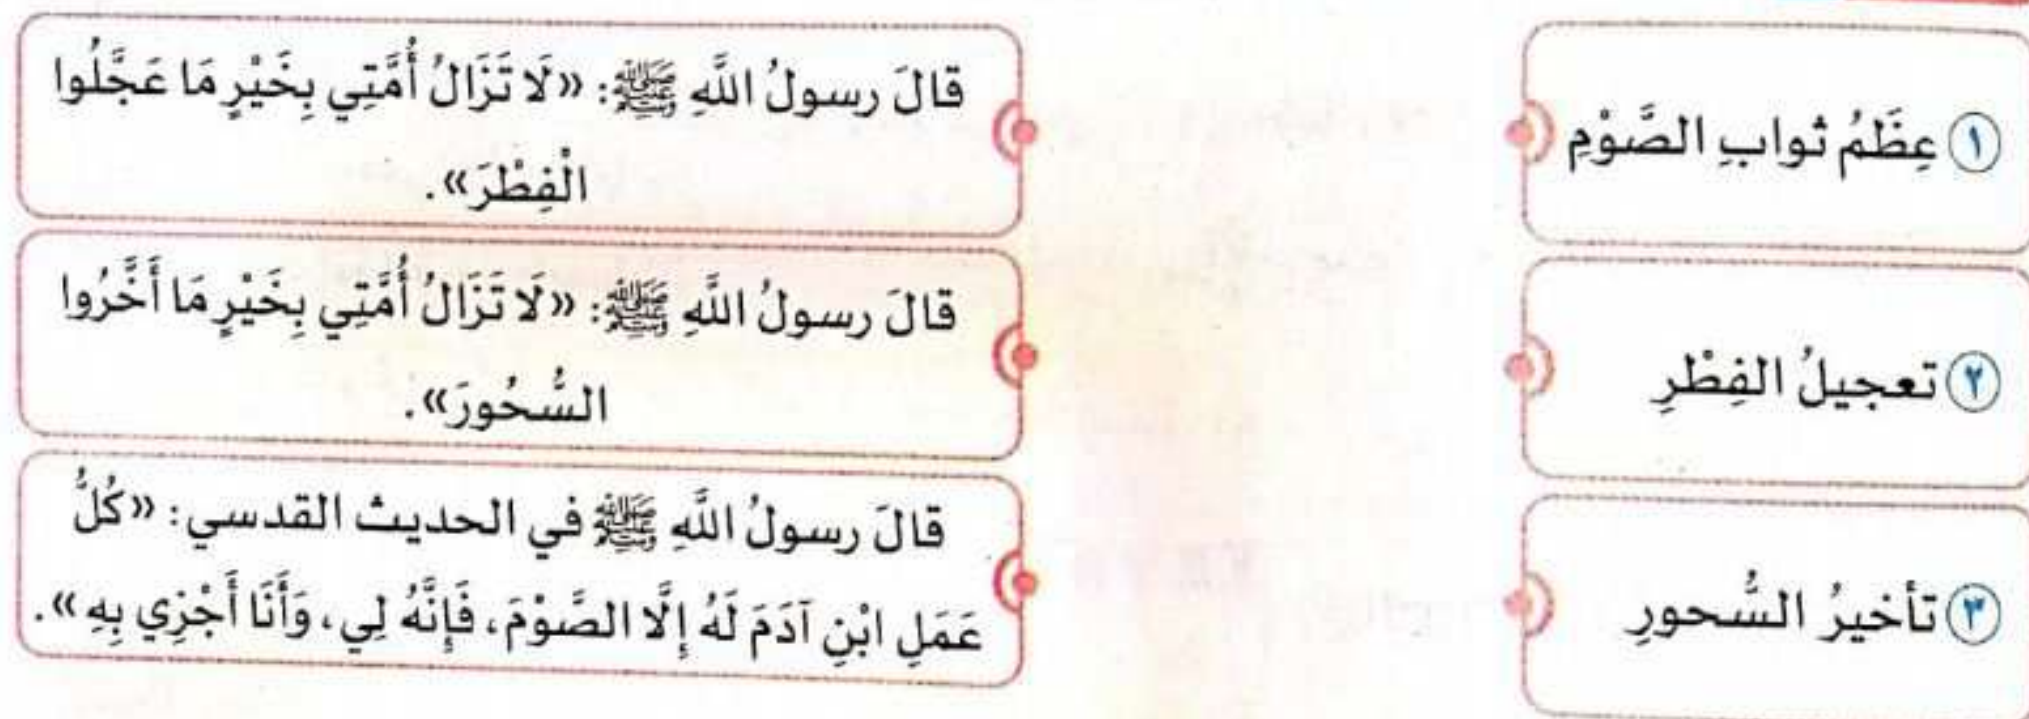 ١ عِظَمُ ثوابِ الصَّوْمِ
٢ تعجيلُ الفِطْرِ
٣ تأخيرُ السُّحورِ
قالَ رسولُ اللَّهِ ﷺ: «لَا تَزَالُ أُمَّتِي بِخَيْرٍ مَا عَجَّلُوا
الْفِطْرَ».
قالَ رسولُ اللَّهِ ﷺ: «لَا تَزَالُ أُمَّتِي بِخَيْرٍ مَا أَخَّرُوا
السُّحُورَ».
قالَ رسولُ اللَّهِ ﷺ في الحديث القدسي: «كُلُّ
عَمَلِ ابْنِ آدَمَ لَهُ إِلَّا الصَّوْمَ، فَإِنَّهُ لِي، وَأَنَا أَجْزِي بِهِ».